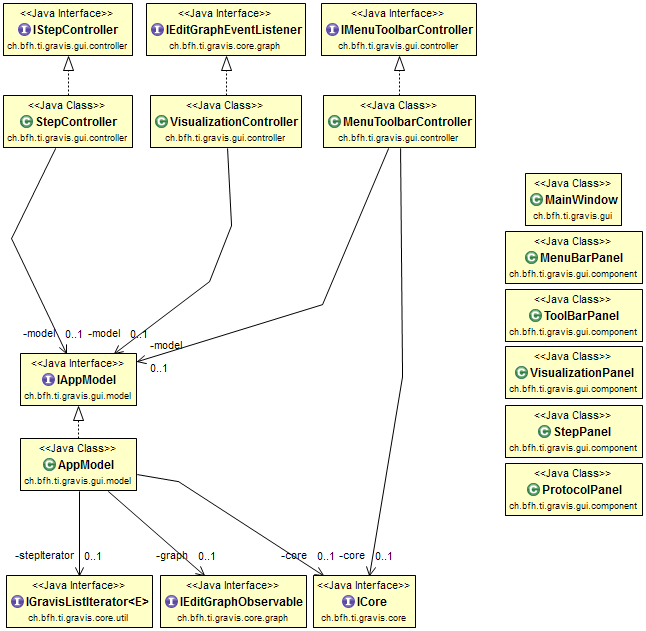 <<Java Interface>>
I IStepController
ch.bfh.ti.gravis.gui.controller
<<Java Interface>>
I IEditGraphEventListener
ch.bfh.ti.gravis.core.graph
<<Java Interface>>
I IMenuToolbarController
ch.bfh.ti.gravis.gui.controller
<<Java Class>>
C StepController
ch.bfh.ti.gravis.gui.controller
<<Java Class>>
C VisualizationController
ch.bfh.ti.gravis.gui.controller
<<Java Class>>
C MenuToolbarController
ch.bfh.ti.gravis.gui.controller
<<Java Class>>
C MainWindow
ch.bfh.ti.gravis.gui
<<Java Class>>
C MenuBarPanel
ch.bfh.ti.gravis.gui.component
<<Java Class>>
C ToolBarPanel
ch.bfh.ti.gravis.gui.component
<<Java Class>>
C VisualizationPanel
ch.bfh.ti.gravis.gui.component
<<Java Class>>
C StepPanel
ch.bfh.ti.gravis.gui.component
<<Java Class>>
C ProtocolPanel
ch.bfh.ti.gravis.gui.component
-model 0..1
-model 0..1
-model
0..1
<<Java Interface>>
I IAppModel
ch.bfh.ti.gravis.gui.model
<<Java Class>>
C AppModel
ch.bfh.ti.gravis.gui.model
-stepIterator 0..1
-graph 0..1
-core 0..1
-core 0..1
<<Java Interface>>
I IGravisListIterator<E>
ch.bfh.ti.gravis.core.util
<<Java Interface>>
I IEditGraphObservable
ch.bfh.ti.gravis.core.graph
<<Java Interface>>
I ICore
ch.bfh.ti.gravis.core